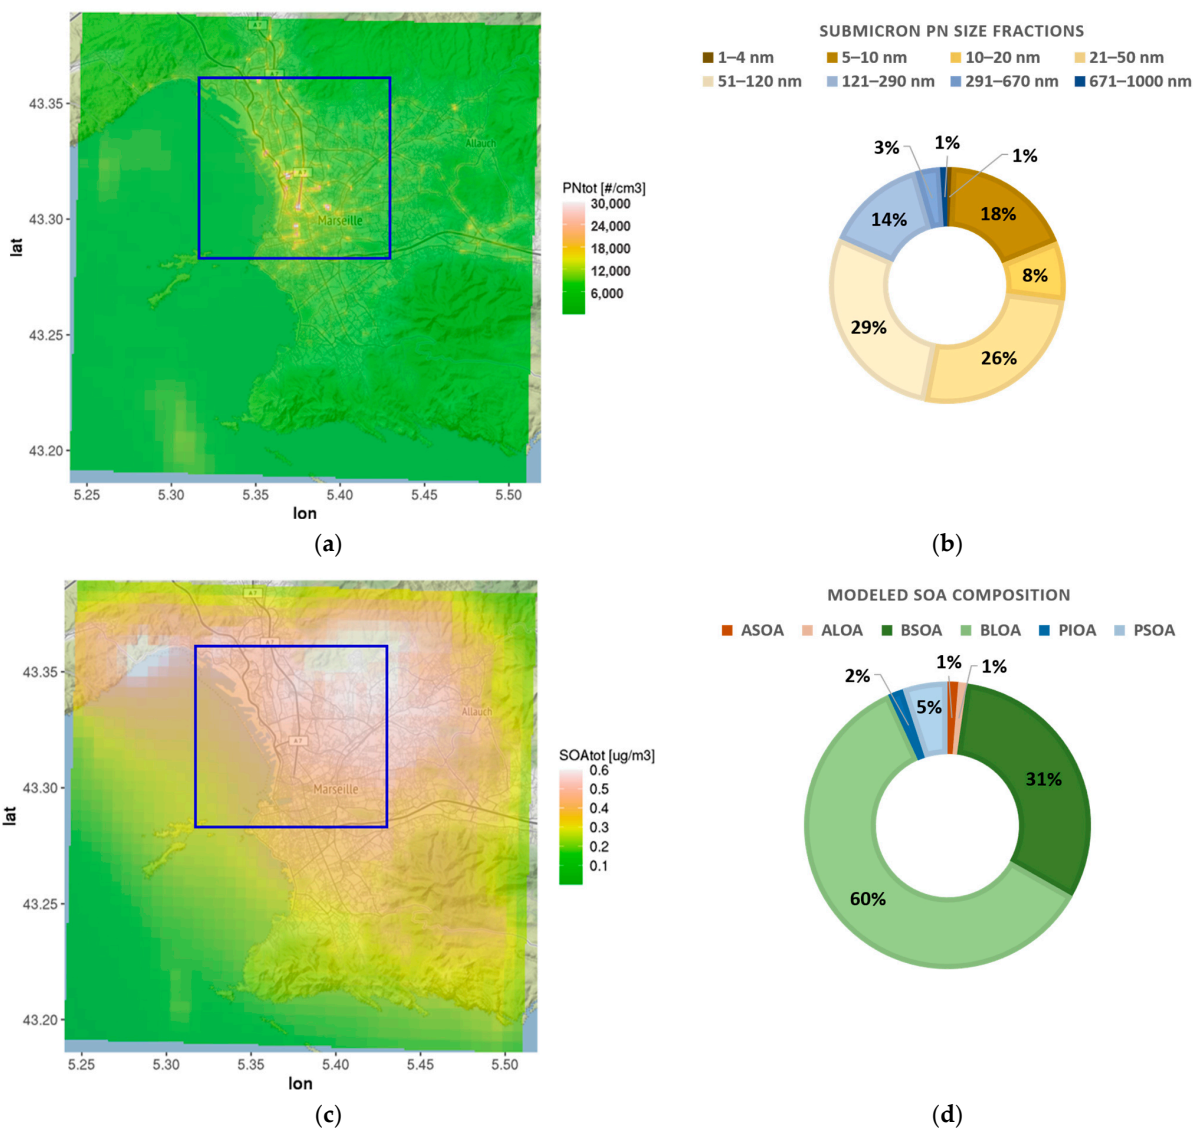 A 7
A 7
A 7
Allauch
Marseille
43.35
43.30
43.25
43.20
lat
5.25 5.30 5.35 5.40 5.45 5.50
lon
PNtot [#/cm3]
30,000
24,000
18,000
12,000
6,000
(a)
SUBMICRON PN SIZE FRACTIONS
1–4 nm 5–10 nm 10–20 nm 21–50 nm
51–120 nm 121–290 nm 291–670 nm 671–1000 nm
3% 1% 1%
14% 18%
8%
29%
26%
(b)
A 7
A 7
A 7
Allauch
Marseille
43.35
43.30
43.25
43.20
lat
5.25 5.30 5.35 5.40 5.45 5.50
lon
SOAtot [ug/m3]
0.6
0.5
0.4
0.3
0.2
0.1
(c)
MODELED SOA COMPOSITION
ASOA ALOA BSOA BLOA PIOA PSOA
2% 1% 1%
5%
31%
60%
(d)